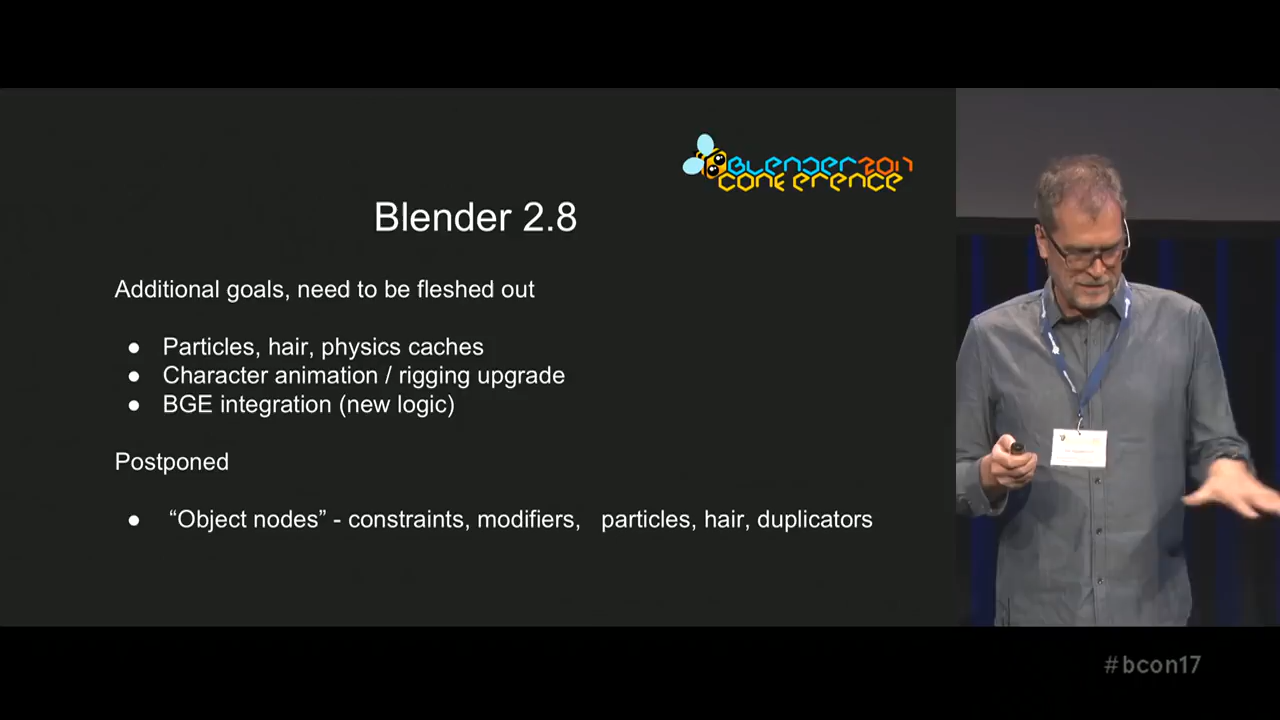 BLENDER 2017
CONFERENCE
Blender 2.8
Additional goals, need to be fleshed out
● Particles, hair, physics caches
● Character animation / rigging upgrade
● BGE integration (new logic)
Postponed
● “Object nodes” - constraints, modifiers, particles, hair, duplicators
#bcon17